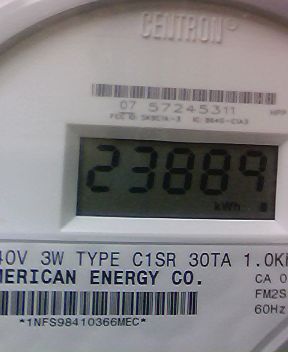 CENTRON
07 57245311
23889
kWh
40V 3W TYPE C1SR 30TA 1.0K
MERICAN ENERGY CO. CA 0
FM2S
60Hz
*1NFS98410366MEC*